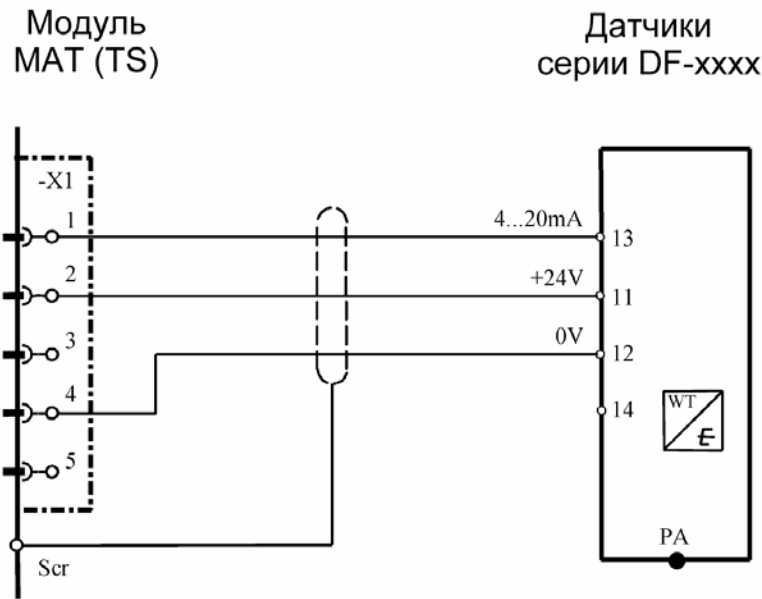 Модуль
МАТ (TS)
Датчики
серии DF-xxxx
-X1
1
4...20mA
13
2
+24V
11
3
0V
12
4
14
WT
E
5
PA
Scr